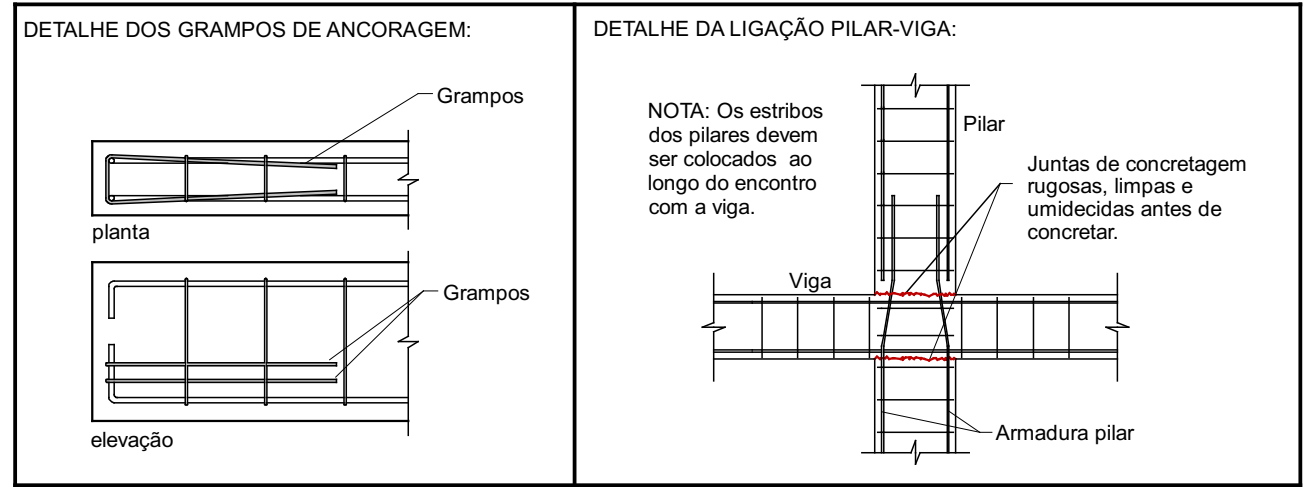 DETALHE DOS GRAMPOS DE ANCORAGEM:
Grampos
planta
Grampos
elevação
DETALHE DA LIGAÇÃO PILAR-VIGA:
NOTA: Os estribos
dos pilares devem
ser colocados ao
longo do encontro
com a viga.
Pilar
Juntas de concretagem
rugosas, limpas e
umidecidas antes de
concretar.
Viga
Armadura pilar